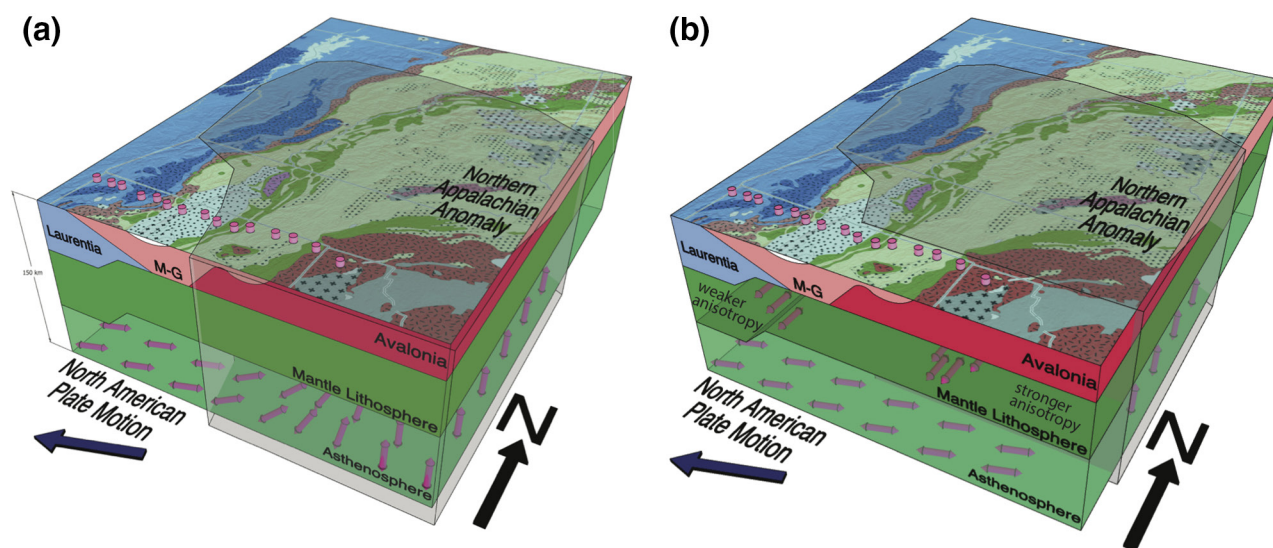 (a)
Northern
Appalachian
Anomaly
Laurentia
M-G
150 km
Avalonia
Mantle Lithosphere
Asthenosphere
North American
Plate Motion
N
(b)
Northern
Appalachian
Anomaly
Laurentia
M-G
weaker
anisotropy
Avalonia
stronger
anisotropy
Mantle Lithosphere
Asthenosphere
North American
Plate Motion
N